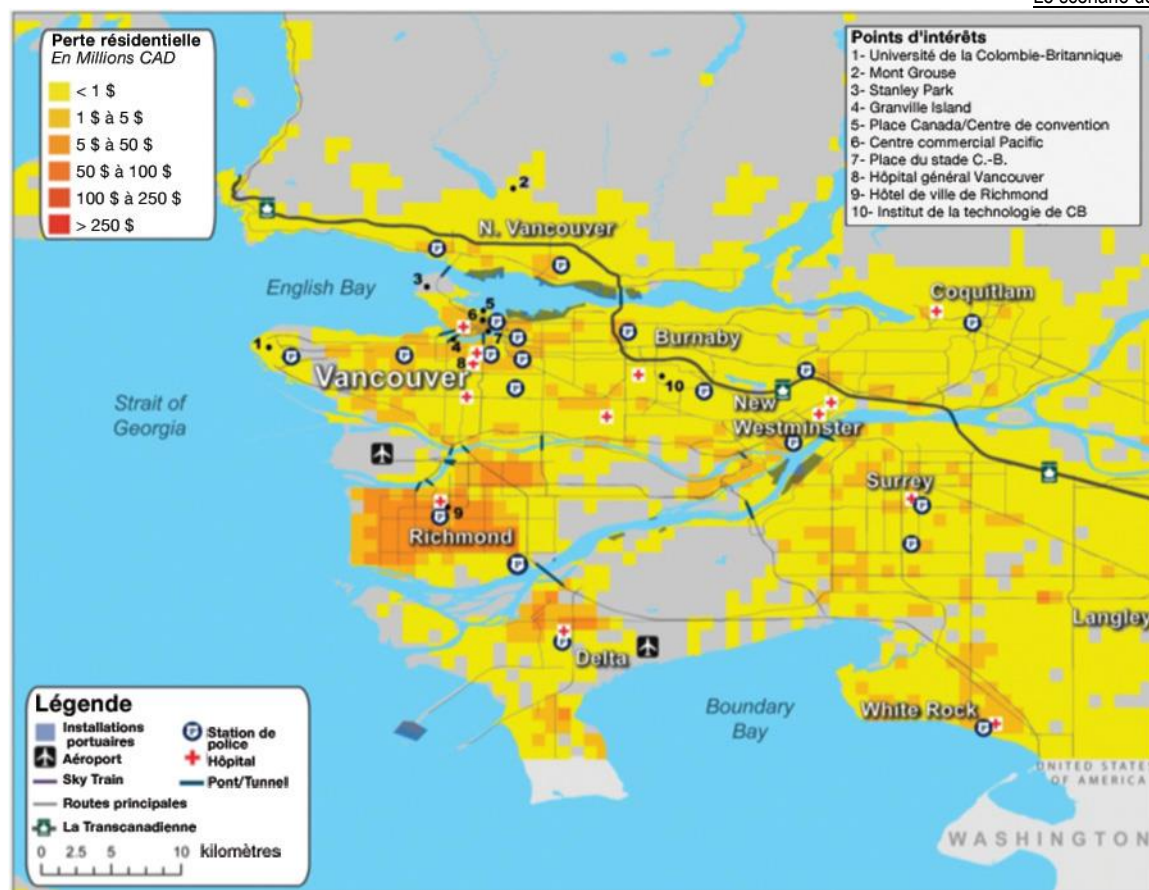 Perte résidentielle
En Millions CAD
< 1 $
1 $ à 5 $
5 $ à 50 $
50 $ à 100 $
100 $ à 250 $
> 250 $
Points d'intérêts
1- Université de la Colombie-Britannique
2- Mont Grouse
3- Stanley Park
4- Granville Island
5- Place Canada/Centre de convention
6- Centre commercial Pacific
7- Place du stade C.-B.
8- Hôpital général Vancouver
9- Hôtel de ville de Richmond
10- Institut de la technologie de CB
2
N. Vancouver
English Bay
3
5
6
Coquitlam
1
4
7
Burnaby
8
Vancouver
10
New
Westminster
Strait of
Georgia
Surrey
9
Richmond
Langley
Delta
Boundary
Bay
White Rock
UNITED STATES
OF AMERICA
WASHINGTON
Légende
Installations
portuaires
Station de
police
Aéroport
Hôpital
Sky Train
Pont/Tunnel
Routes principales
La Transcanadienne
0 2.5 5 10 kilomètres